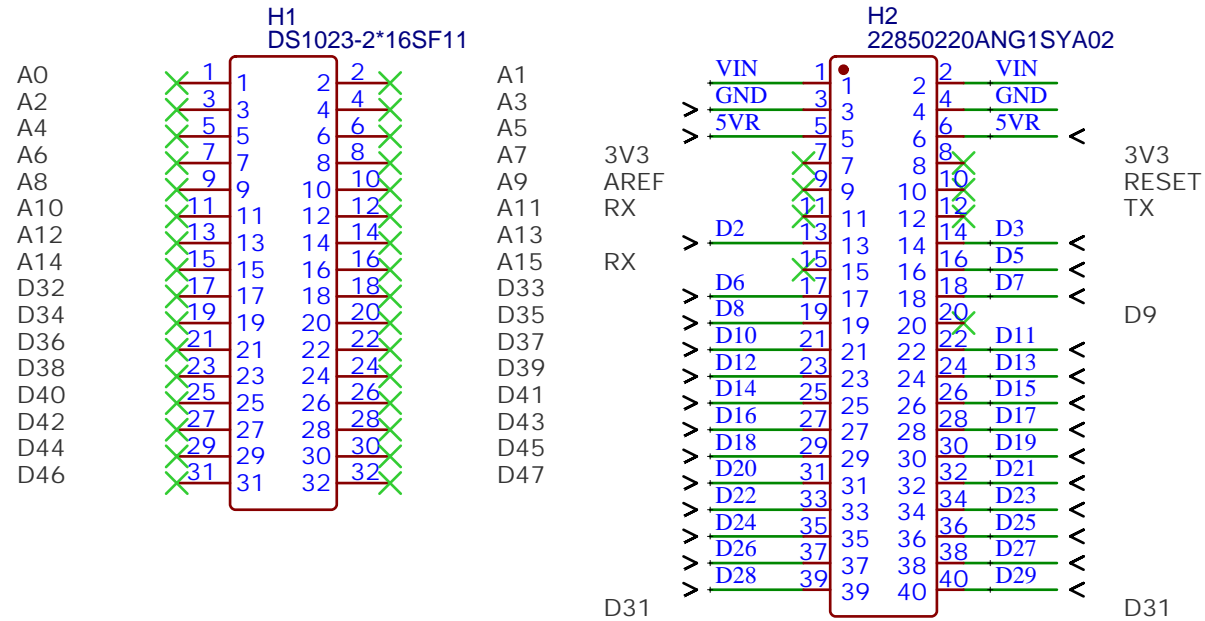 H1
DS1023-2*16SF11
A0 1 1 2 2 A1
A2 3 3 4 4 A3
A4 5 5 6 6 A5
A6 7 7 8 8 A7
A8 9 9 10 10 A9
A10 11 11 12 12 A11
A12 13 13 14 14 A13
A14 15 15 16 16 A15
D32 17 17 18 18 D33
D34 19 19 20 20 D35
D36 21 21 22 22 D37
D38 23 23 24 24 D39
D40 25 25 26 26 D41
D42 27 27 28 28 D43
D44 29 29 30 30 D45
D46 31 31 32 32 D47
H2
22850220ANG1SYA02
VIN 1 1 2 2 VIN
GND 3 3 4 4 GND
5VR 5 5 6 6 5VR
3V3 7 7 8 8 3V3
AREF 9 9 10 10 RESET
RX 11 11 12 12 TX
D2 13 13 14 14 D3
RX 15 15 16 16 D5
D6 17 17 18 18 D7
D8 19 19 20 20 D9
D10 21 21 22 22 D11
D12 23 23 24 24 D13
D14 25 25 26 26 D15
D16 27 27 28 28 D17
D18 29 29 30 30 D19
D20 31 31 32 32 D21
D22 33 33 34 34 D23
D24 35 35 36 36 D25
D26 37 37 38 38 D27
D28 39 39 40 40 D29
D31 D31